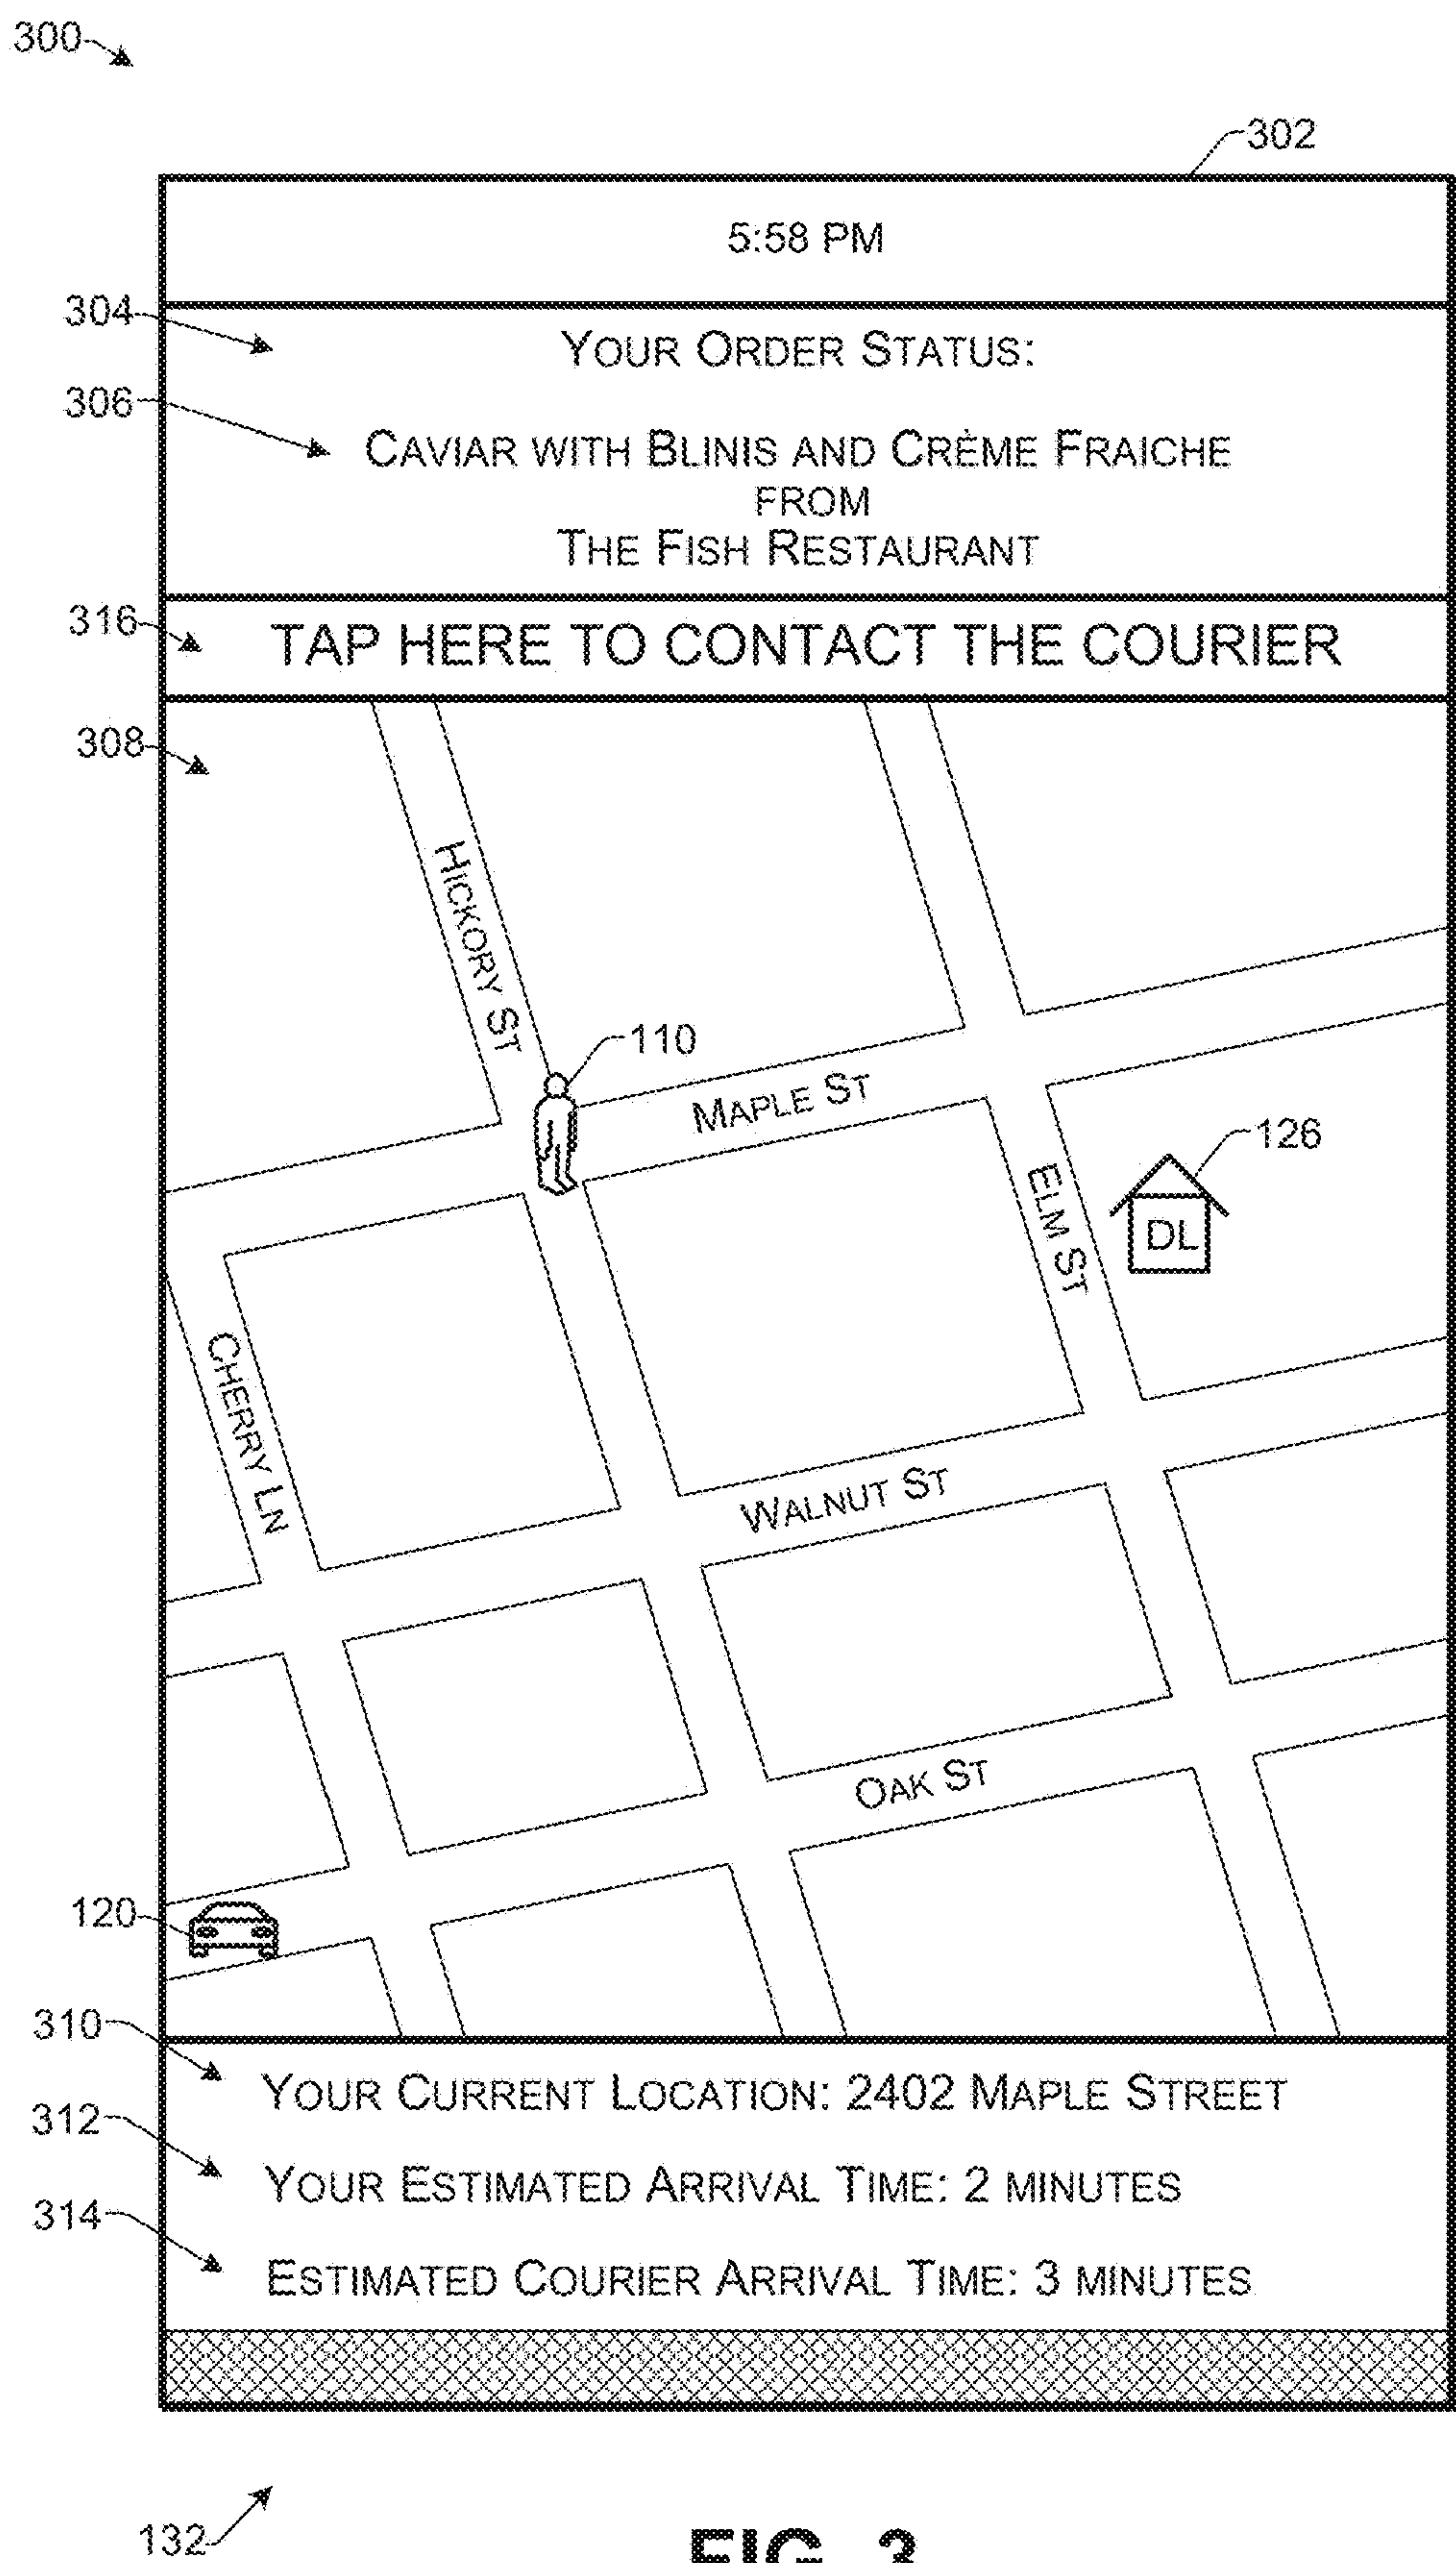 300
302
5:58 PM
304
YOUR ORDER STATUS:
306
CAVIAR WITH BLINIS AND CRÈME FRAICHE
FROM
THE FISH RESTAURANT
316
TAP HERE TO CONTACT THE COURIER
308
HICKORY ST
110
MAPLE ST
126
DL
ELM ST
CHERRY LN
WALNUT ST
OAK ST
120
310
YOUR CURRENT LOCATION: 2402 MAPLE STREET
312
YOUR ESTIMATED ARRIVAL TIME: 2 MINUTES
314
ESTIMATED COURIER ARRIVAL TIME: 3 MINUTES
132
FIG. 3